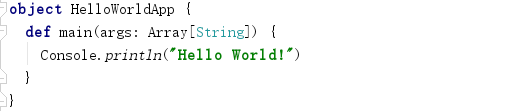 object HelloWorldApp {
  def main(args: Array[String]) {
    Console.println("Hello World!")
  }
}